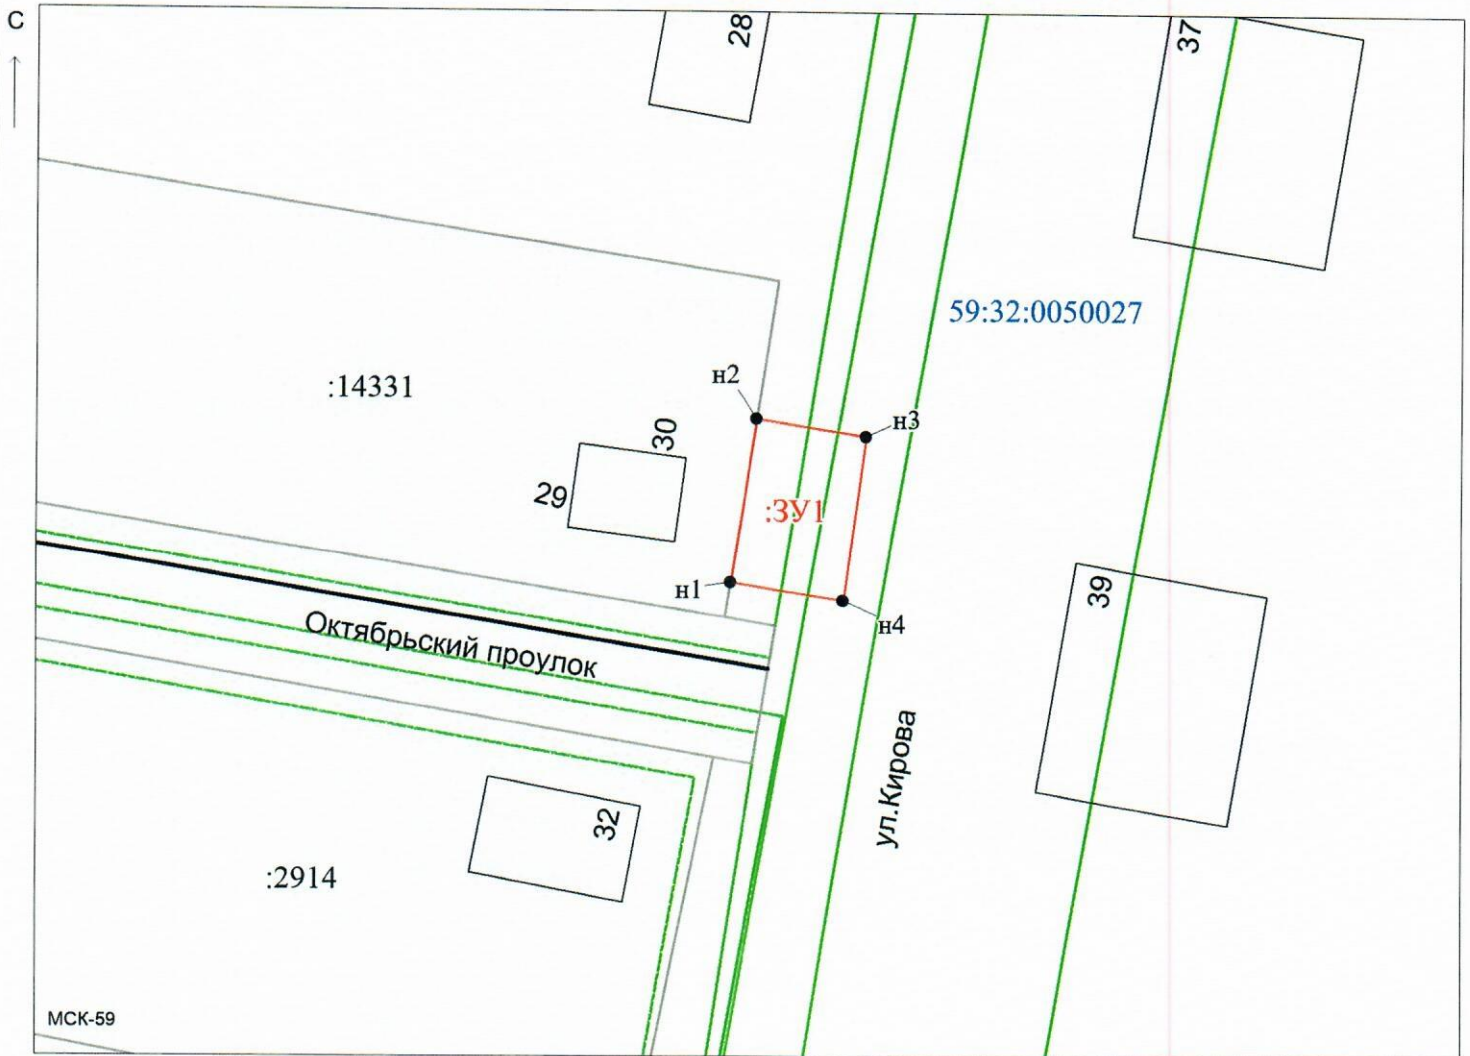 С
28
37
59:32:0050027
:14331
н2
30
н3
29
:ЗУ1
н1
39
н4
Октябрьский проулок
ул.Кирова
32
:2914
МСК-59